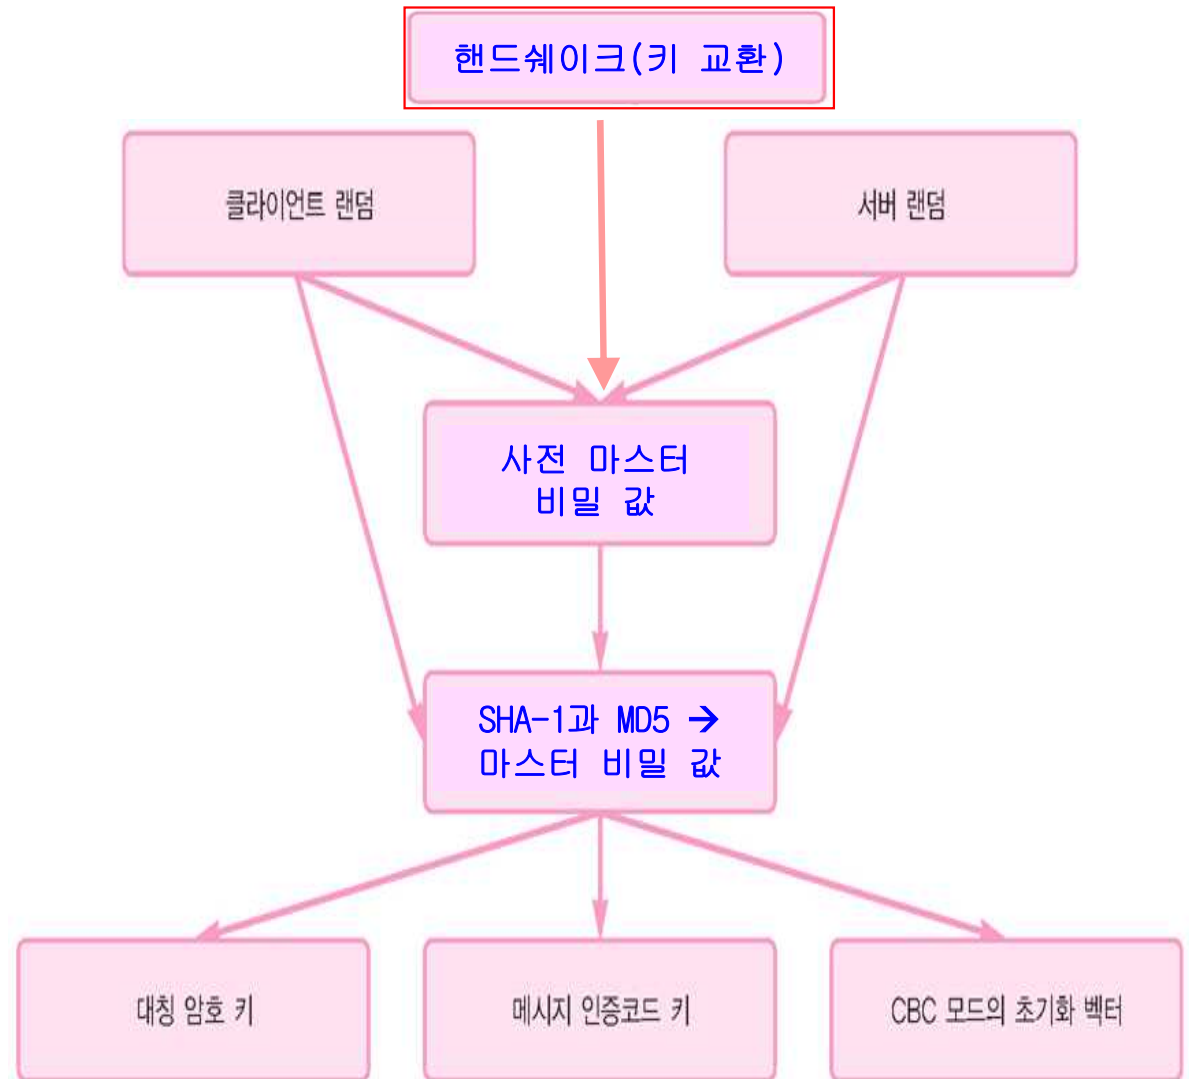 핸드쉐이크(키 교환)
클라이언트 랜덤
서버 랜덤
사전 마스터
비밀 값
SHA-1과 MD5 →
마스터 비밀 값
대칭 암호 키
메시지 인증코드 키
CBC 모드의 초기화 벡터